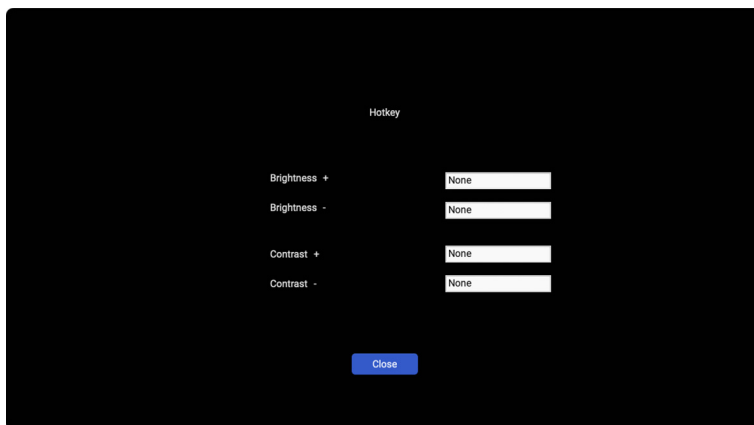 Hotkey
Brightness + None
Brightness - None
Contrast + None
Contrast - None
Close